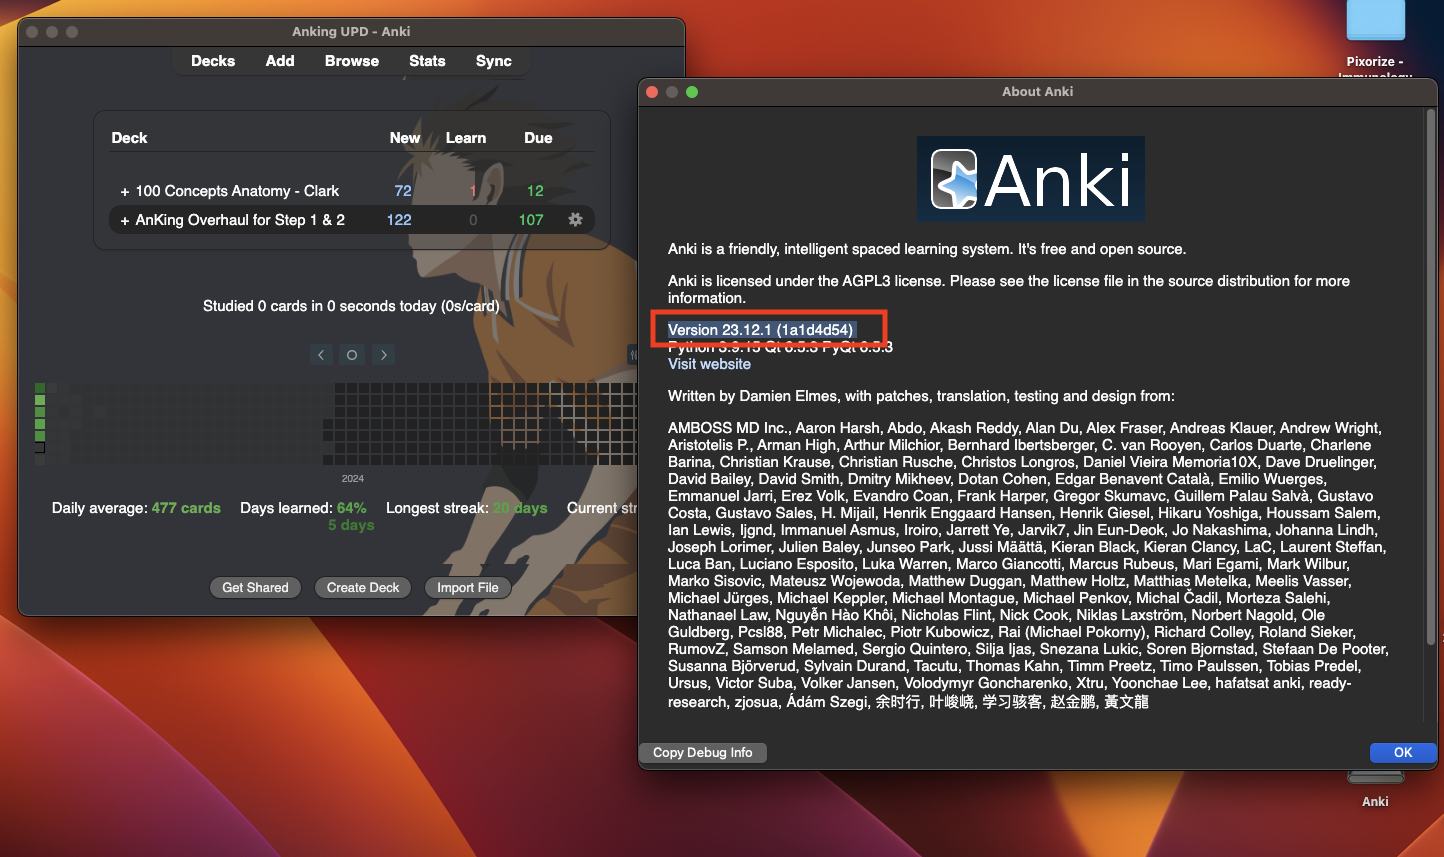 Anking UPD - Anki
Decks Add Browse Stats Sync
Deck New Learn Due
+ 100 Concepts Anatomy - Clark 72 1 12
+ AnKing Overhaul for Step 1 & 2 122 0 107
Studied 0 cards in 0 seconds today (0s/card)
2024
Daily average: 477 cards Days learned: 64% Longest streak: 20 days Current str
5 days
Get Shared Create Deck Import File
Pixorize -
Immunology
About Anki
Anki
Anki is a friendly, intelligent spaced learning system. It's free and open source.
Anki is licensed under the AGPL3 license. Please see the license file in the source distribution for more
information.
Version 23.12.1 (1a1d4d54)
Python 3.9.15 Qt 6.5.3 PyQt 6.5.3
Visit website
Written by Damien Elmes, with patches, translation, testing and design from:
AMBOSS MD Inc., Aaron Harsh, Abdo, Akash Reddy, Alan Du, Alex Fraser, Andreas Klauer, Andrew Wright,
Aristotelis P., Arman High, Arthur Milchior, Bernhard Ibertsberger, C. van Rooyen, Carlos Duarte, Charlene
Barina, Christian Krause, Christian Rusche, Christos Longros, Daniel Vieira Memoria10X, Dave Druelinger,
David Bailey, David Smith, Dmitry Mikheev, Dotan Cohen, Edgar Benavent Català, Emilio Wuerges,
Emmanuel Jarri, Erez Volk, Evandro Coan, Frank Harper, Gregor Skumavc, Guillem Palau Salvà, Gustavo
Costa, Gustavo Sales, H. Mijail, Henrik Enggaard Hansen, Henrik Giesel, Hikaru Yoshiga, Houssam Salem,
Ian Lewis, Ijgnd, Immanuel Asmus, Iroiro, Jarrett Ye, Jarvik7, Jin Eun-Deok, Jo Nakashima, Johanna Lindh,
Joseph Lorimer, Julien Baley, Junseo Park, Jussi Määttä, Kieran Black, Kieran Clancy, LaC, Laurent Steffan,
Luca Ban, Luciano Esposito, Luka Warren, Marco Giancotti, Marcus Rubeus, Mari Egami, Mark Wilbur,
Marko Sisovic, Mateusz Wojewoda, Matthew Duggan, Matthew Holtz, Matthias Metelka, Meelis Vasser,
Michael Jürges, Michael Keppler, Michael Montague, Michael Penkov, Michal Čadil, Morteza Salehi,
Nathanael Law, Nguyễn Hào Khôi, Nicholas Flint, Nick Cook, Niklas Laxström, Norbert Nagold, Ole
Guldberg, Pcsl88, Petr Michalec, Piotr Kubowicz, Rai (Michael Pokorny), Richard Colley, Roland Sieker,
RumovZ, Samson Melamed, Sergio Quintero, Silja Ijas, Snezana Lukic, Soren Bjornstad, Stefaan De Pooter,
Susanna Björverud, Sylvain Durand, Tacutu, Thomas Kahn, Timm Preetz, Timo Paulssen, Tobias Predel,
Ursus, Victor Suba, Volker Jansen, Volodymyr Goncharenko, Xtru, Yoonchae Lee, hafatsat anki, ready-
research, zjosua, Ádám Szegi, 余时行, 叶峻峣, 学习骇客, 赵金鹏, 黃文龍
Copy Debug Info OK
Anki